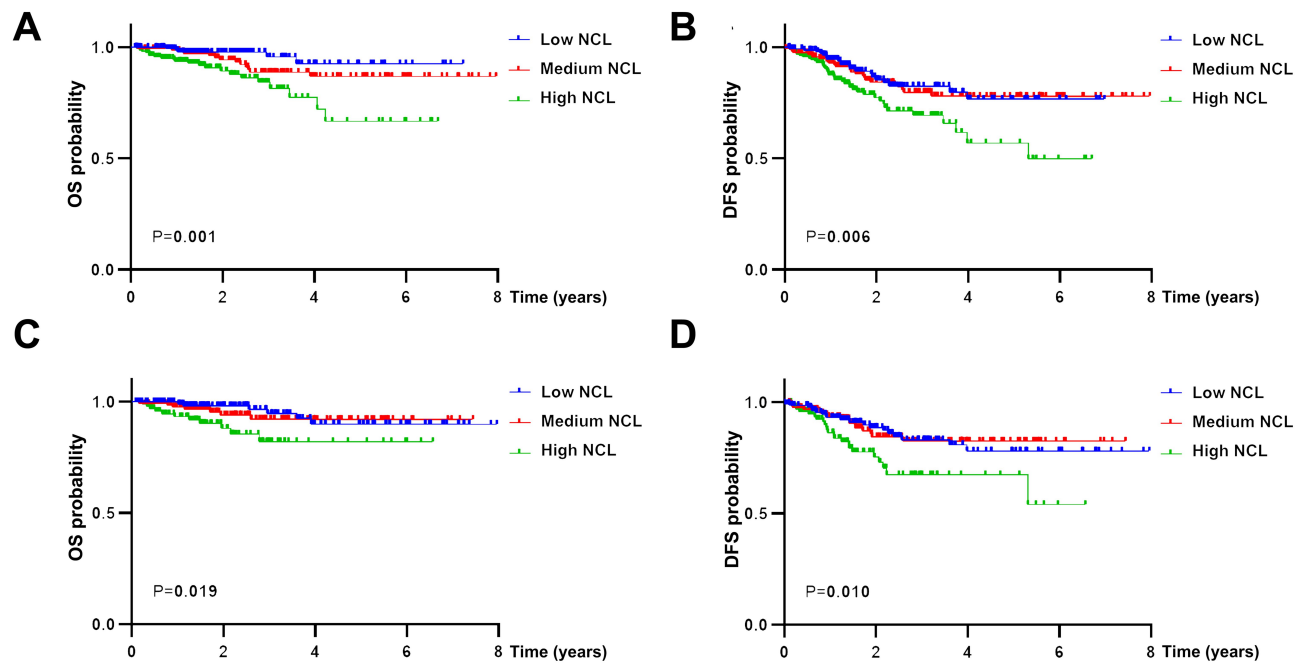 A
OS probability
1.0
0.5
0.0
0 2 4 6 8 Time (years)
Low NCL
Medium NCL
High NCL
P=0.001
B
DFS probability
1.0
0.5
0.0
0 2 4 6 8 Time (years)
Low NCL
Medium NCL
High NCL
P=0.006
C
OS probability
1.0
0.5
0.0
0 2 4 6 8 Time (years)
Low NCL
Medium NCL
High NCL
P=0.019
D
DFS probability
1.0
0.5
0.0
0 2 4 6 8 Time (years)
Low NCL
Medium NCL
High NCL
P=0.010